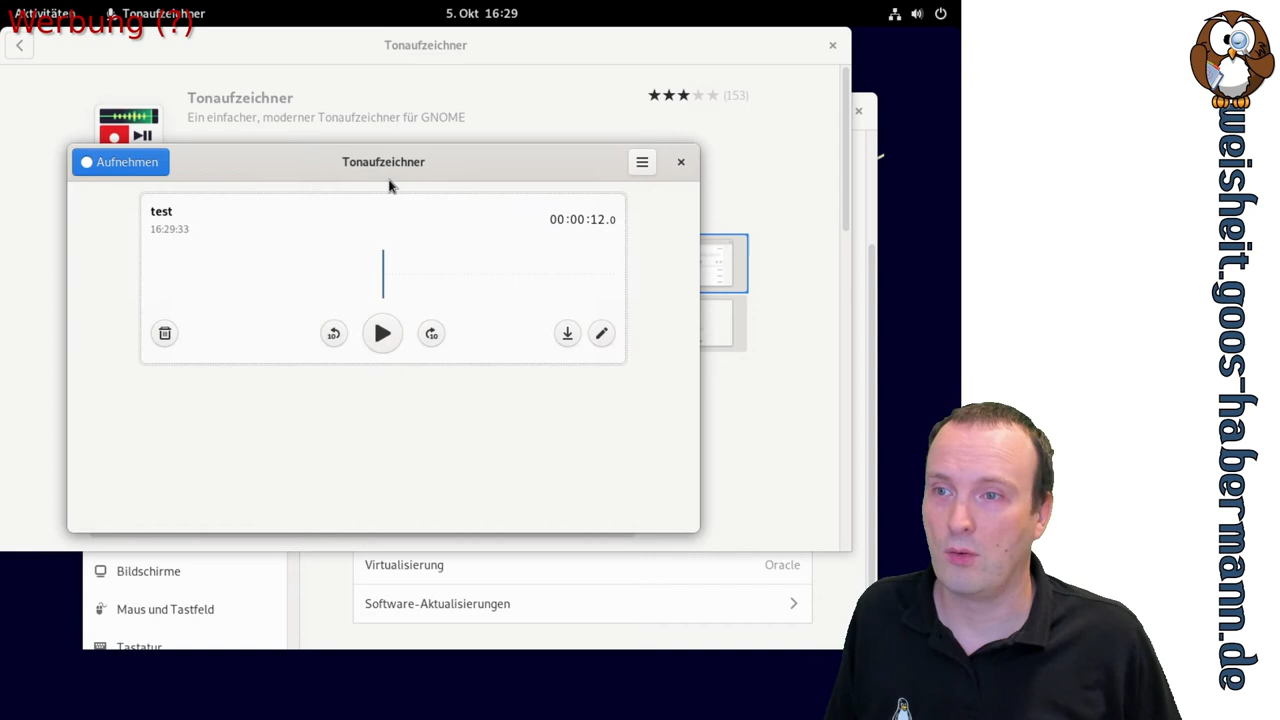 Aktivitäten
Tonaufzeichner
5. Okt 16:29
Werbung (?)
Tonaufzeichner
Tonaufzeichner
(153)
Ein einfacher, moderner Tonaufzeichner für GNOME
Aufnehmen
Tonaufzeichner
test
00:00:12.0
16:29:33
10
10
Virtualisierung
Oracle
Bildschirme
Software-Aktualisierungen
Maus und Tastfeld
Tastatur
weisheit.goos-habermann.de